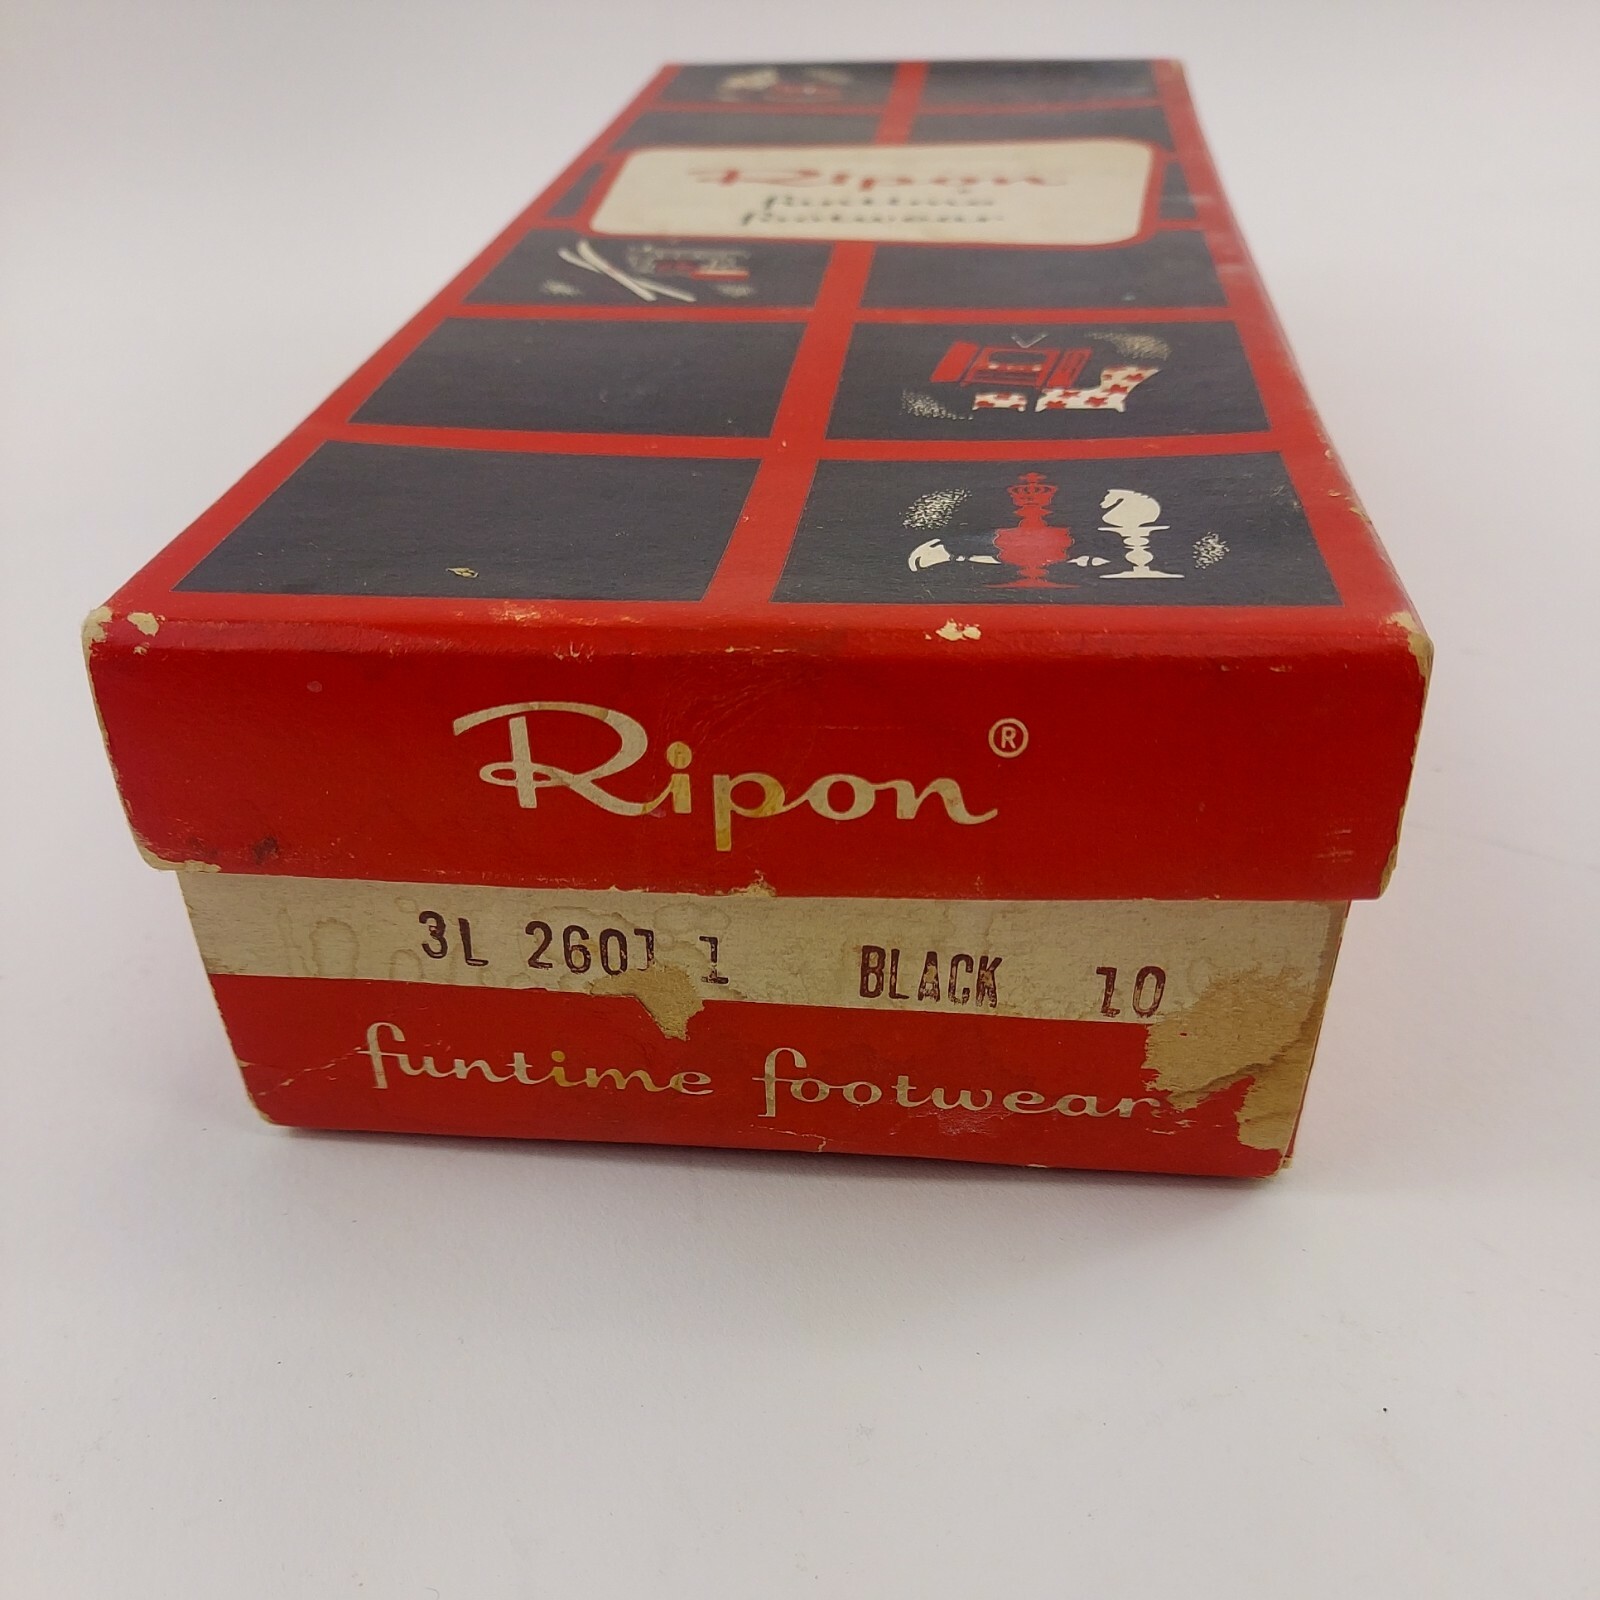 Ripon
funtime
footwear
Ripon®
3L 2601 1 BLACK 10
funtime footwear